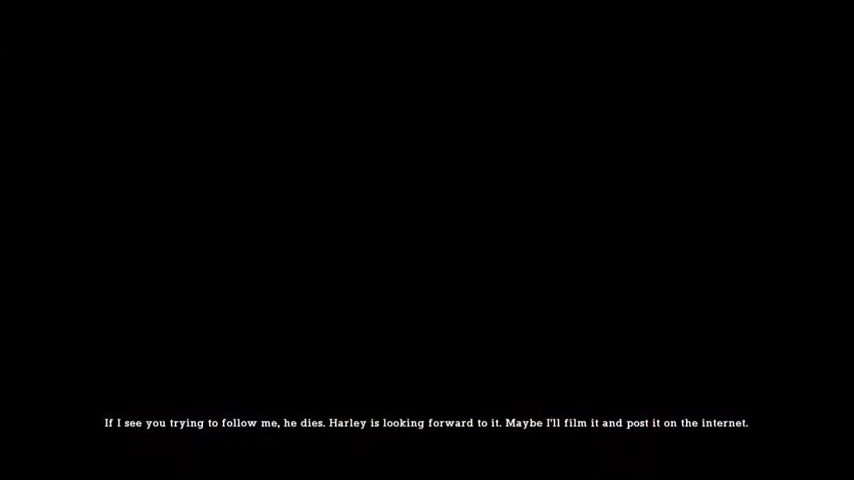 If I see you trying to follow me, he dies. Harley is looking forward to it. Maybe I'll film it and post it on the internet.